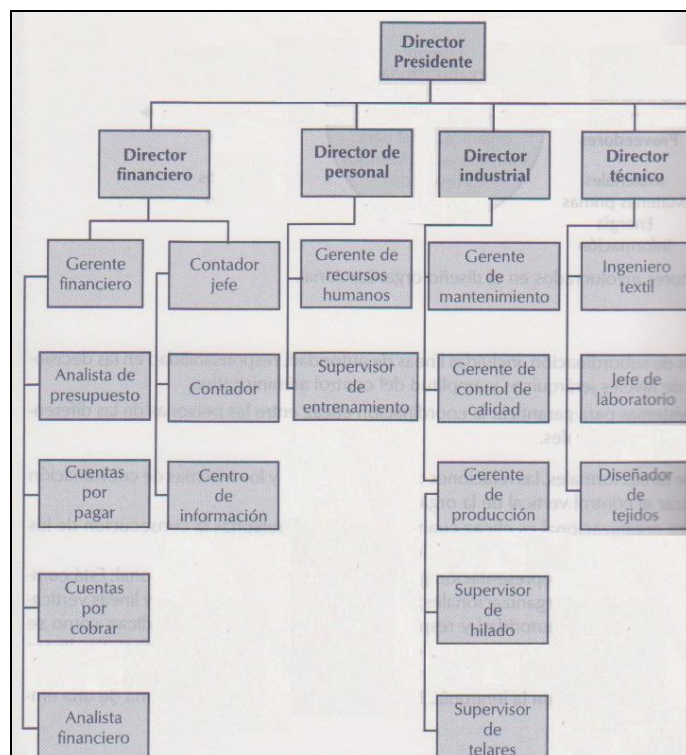 Director
Presidente
Director
financiero
Director de
personal
Director
industrial
Director
técnico
Gerente
financiero
Contador
jefe
Gerente de
recursos
humanos
Gerente
de
mantenimiento
Ingeniero
textil
Analista de
presupuesto
Contador
Supervisor
de
entrenamiento
Gerente de
control de
calidad
Jefe de
laboratorio
Cuentas
por
pagar
Centro
de
información
Gerente
de
producción
Diseñador
de
tejidos
Cuentas
por
cobrar
Supervisor
de
hilado
Analista
financiero
Supervisor
de
telares